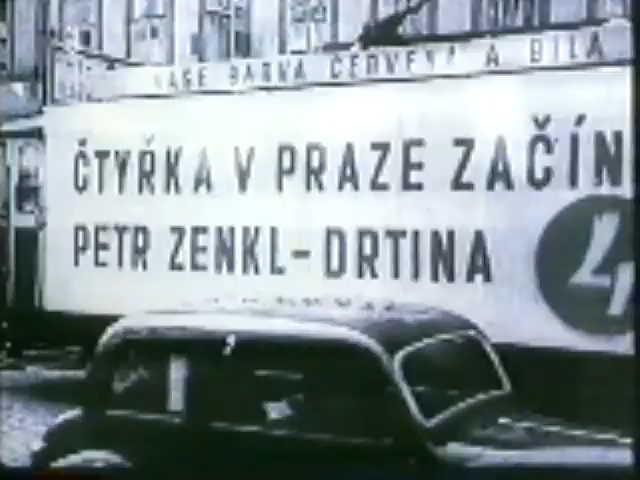 NAŠE BARVA ČERVENÁ A BÍLÁ
ČTYŘKA V PRAZE ZAČÍN
PETR ZENKL-DRTINA
4